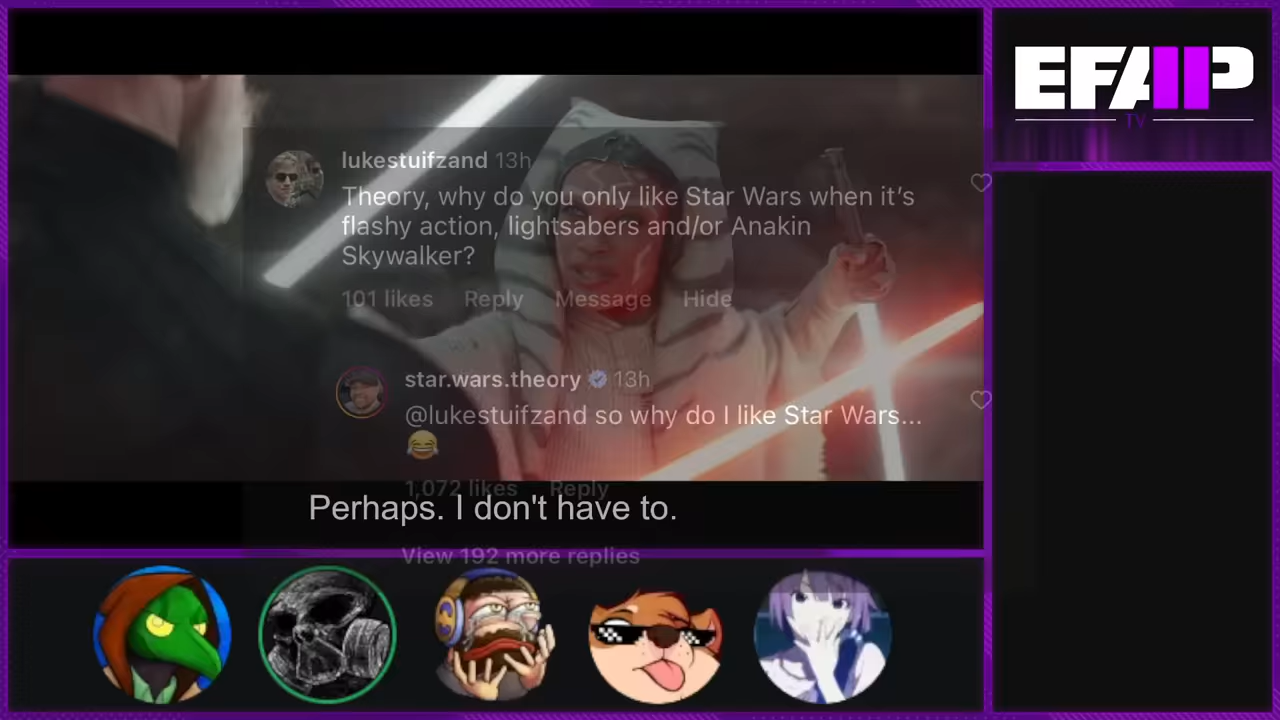 EFAP
TV
lukestuifzand 13h
Theory, why do you only like Star Wars when it's
flashy action, lightsabers and/or Anakin
Skywalker?
101 likes Reply Message Hide
star.wars.theory 13h
@lukestuifzand so why do I like Star Wars...
😂
1,072 likes Reply
Perhaps. I don't have to.
View 192 more replies